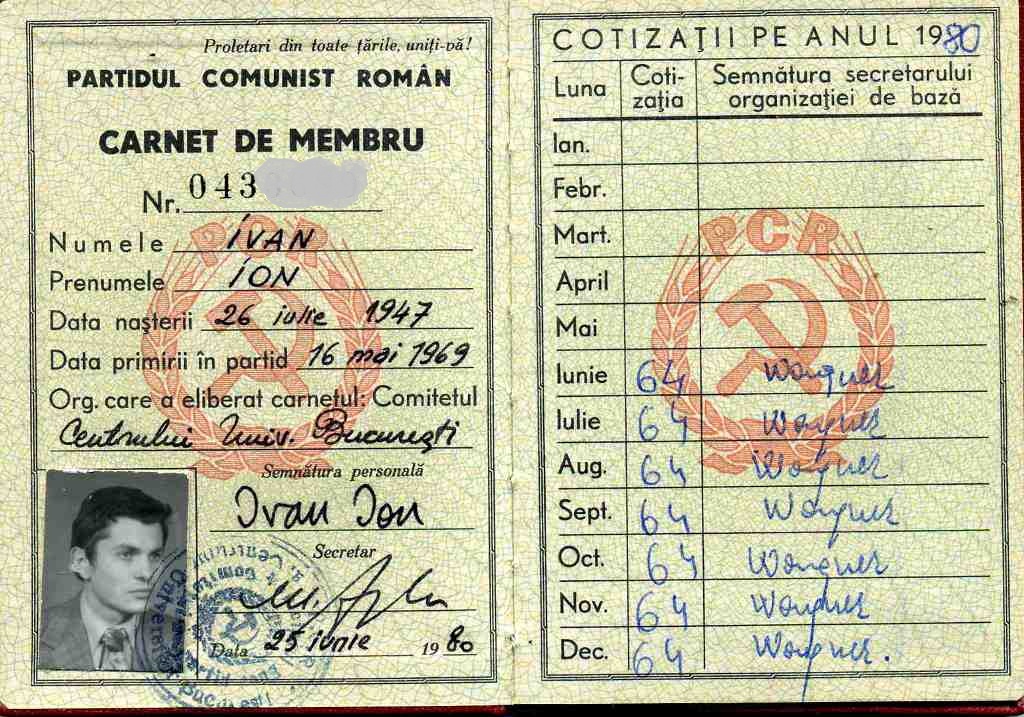 Proletari din toate țările, uniți-vă!
PARTIDUL COMUNIST ROMÂN
CARNET DE MEMBRU
Nr. 043
Numele IVAN
Prenumele ION
Data nașterii 26 iulie 1947
Data primirii în partid 16 mai 1969
Org. care a eliberat carnetul: Comitetul
Centrului Univ. București
Semnătura personală
Ivan Ion
Secretar
Data 25 iunie 1980
PCR
COTIZAȚII PE ANUL 1980
Luna Cotizația Semnătura secretarului organizației de bază
Ian.
Febr.
Mart.
PCR
April
Mai
Iunie 64
Iulie 64
Aug. 64
Sept. 64
Oct. 64
Nov. 64
Dec. 64